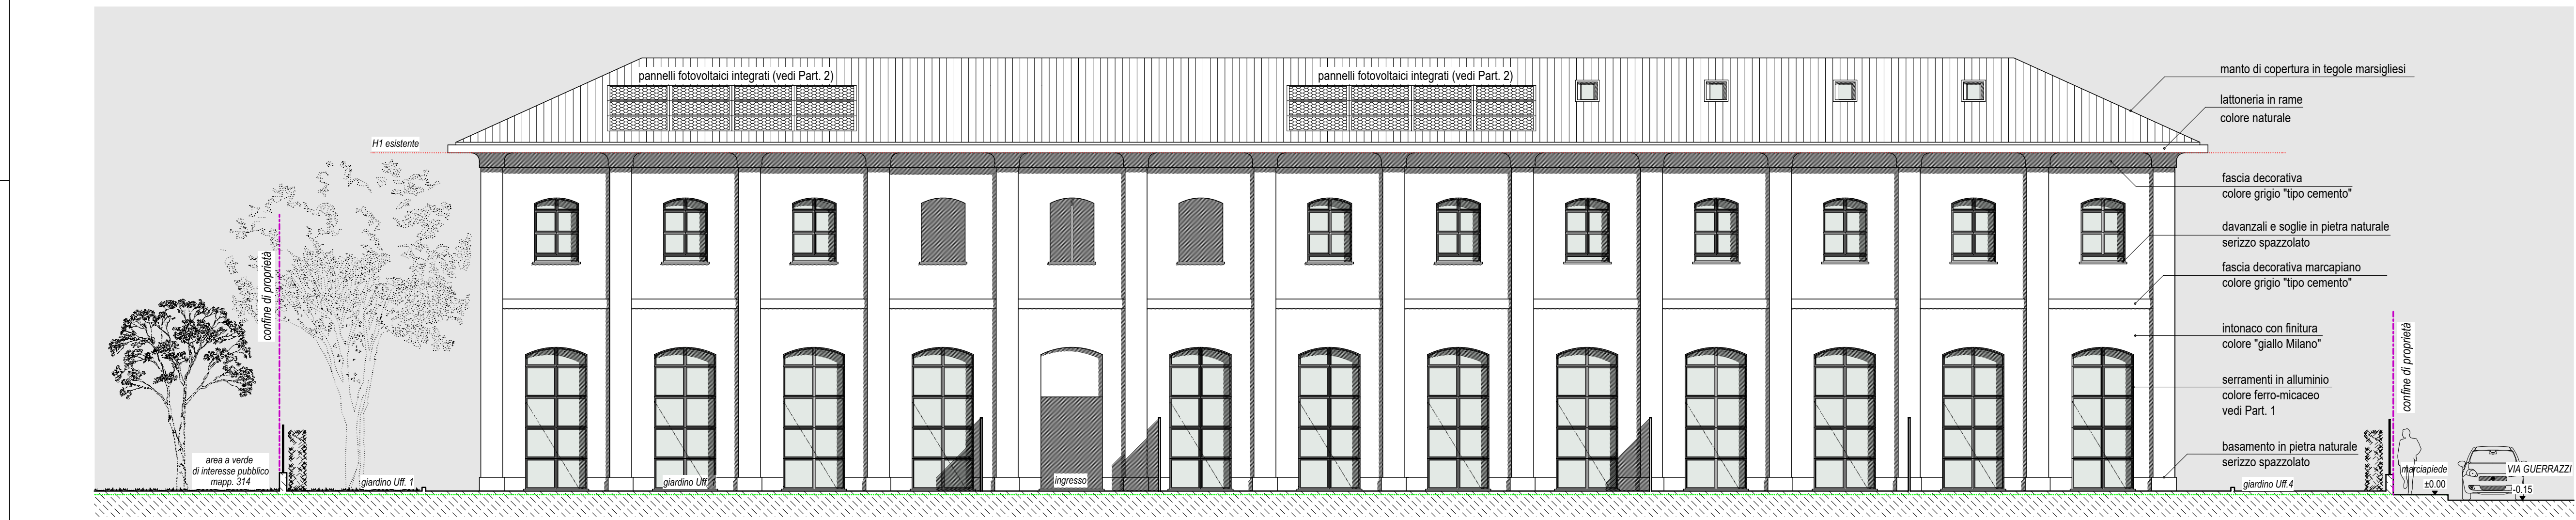 pannelli fotovoltaici integrati (vedi Part. 2)
pannelli fotovoltaici integrati (vedi Part. 2)
manto di copertura in tegole marsigliesi
lattoneria in rame
colore naturale
H1 esistente
fascia decorativa
colore grigio "tipo cemento"
davanzali e soglie in pietra naturale
serizzo spazzolato
fascia decorativa marcapiano
colore grigio "tipo cemento"
intonaco con finitura
colore "giallo Milano"
serramenti in alluminio
colore ferro-micaceo
vedi Part. 1
basamento in pietra naturale
serizzo spazzolato
confine di proprietà
confine di proprietà
area a verde
di interesse pubblico
mapp. 314
giardino Uff. 1
giardino Uff. 1
ingresso
giardino Uff.4
marciapiede
±0.00
VIA GUERRAZZI
-0.15